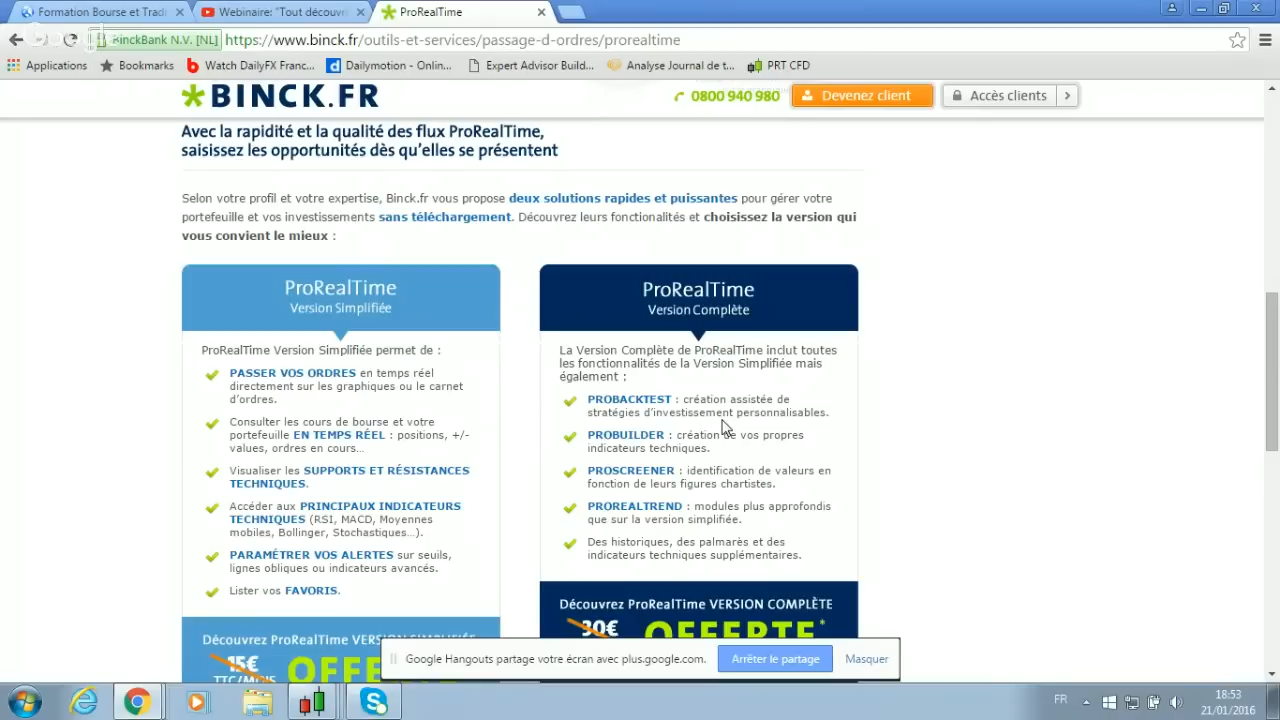 Formation Bourse et Tradi
Webinaire: "Tout découvri
ProRealTime
BinckBank N.V. [NL]
https://www.binck.fr/outils-et-services/passage-d-ordres/prorealtime
Applications
Bookmarks
Watch DailyFX Franc...
Dailymotion - Onlin...
Expert Advisor Build...
Analyse Journal de t...
PRT CFD
BINCK.FR
0800 940 980
Devenez client
Accès clients
Avec la rapidité et la qualité des flux ProRealTime,
saisissez les opportunités dès qu'elles se présentent
Selon votre profil et votre expertise, Binck.fr vous propose deux solutions rapides et puissantes pour gérer votre
portefeuille et vos investissements sans téléchargement. Découvrez leurs fonctionalités et choisissez la version qui
vous convient le mieux :
ProRealTime
Version Simplifiée
ProRealTime Version Simplifiée permet de :
PASSER VOS ORDRES en temps réel
directement sur les graphiques ou le carnet
d'ordres.
Consulter les cours de bourse et votre
portefeuille EN TEMPS RÉEL : positions, +/-
values, ordres en cours...
Visualiser les SUPPORTS ET RÉSISTANCES
TECHNIQUES.
Accéder aux PRINCIPAUX INDICATEURS
TECHNIQUES (RSI, MACD, Moyennes
mobiles, Bollinger, Stochastiques...).
PARAMÉTRER VOS ALERTES sur seuils,
lignes obliques ou indicateurs avancés.
Lister vos FAVORIS.
Découvrez ProRealTime VERSION SIMPLIFIÉE
15€
TTC/MOIS
OFFE
ProRealTime
Version Complète
La Version Complète de ProRealTime inclut toutes
les fonctionnalités de la Version Simplifiée mais
également :
PROBACKTEST : création assistée de
stratégies d'investissement personnalisables.
PROBUILDER : création de vos propres
indicateurs techniques.
PROSCREENER : identification de valeurs en
fonction de leurs figures chartistes.
PROREALTREND : modules plus approfondis
que sur la version simplifiée.
Des historiques, des palmarès et des
indicateurs techniques supplémentaires.
Découvrez ProRealTime VERSION COMPLÈTE
30€
OFFERTE*
Google Hangouts partage votre écran avec plus.google.com.
Arrêter le partage
Masquer
FR
18:53
21/01/2016